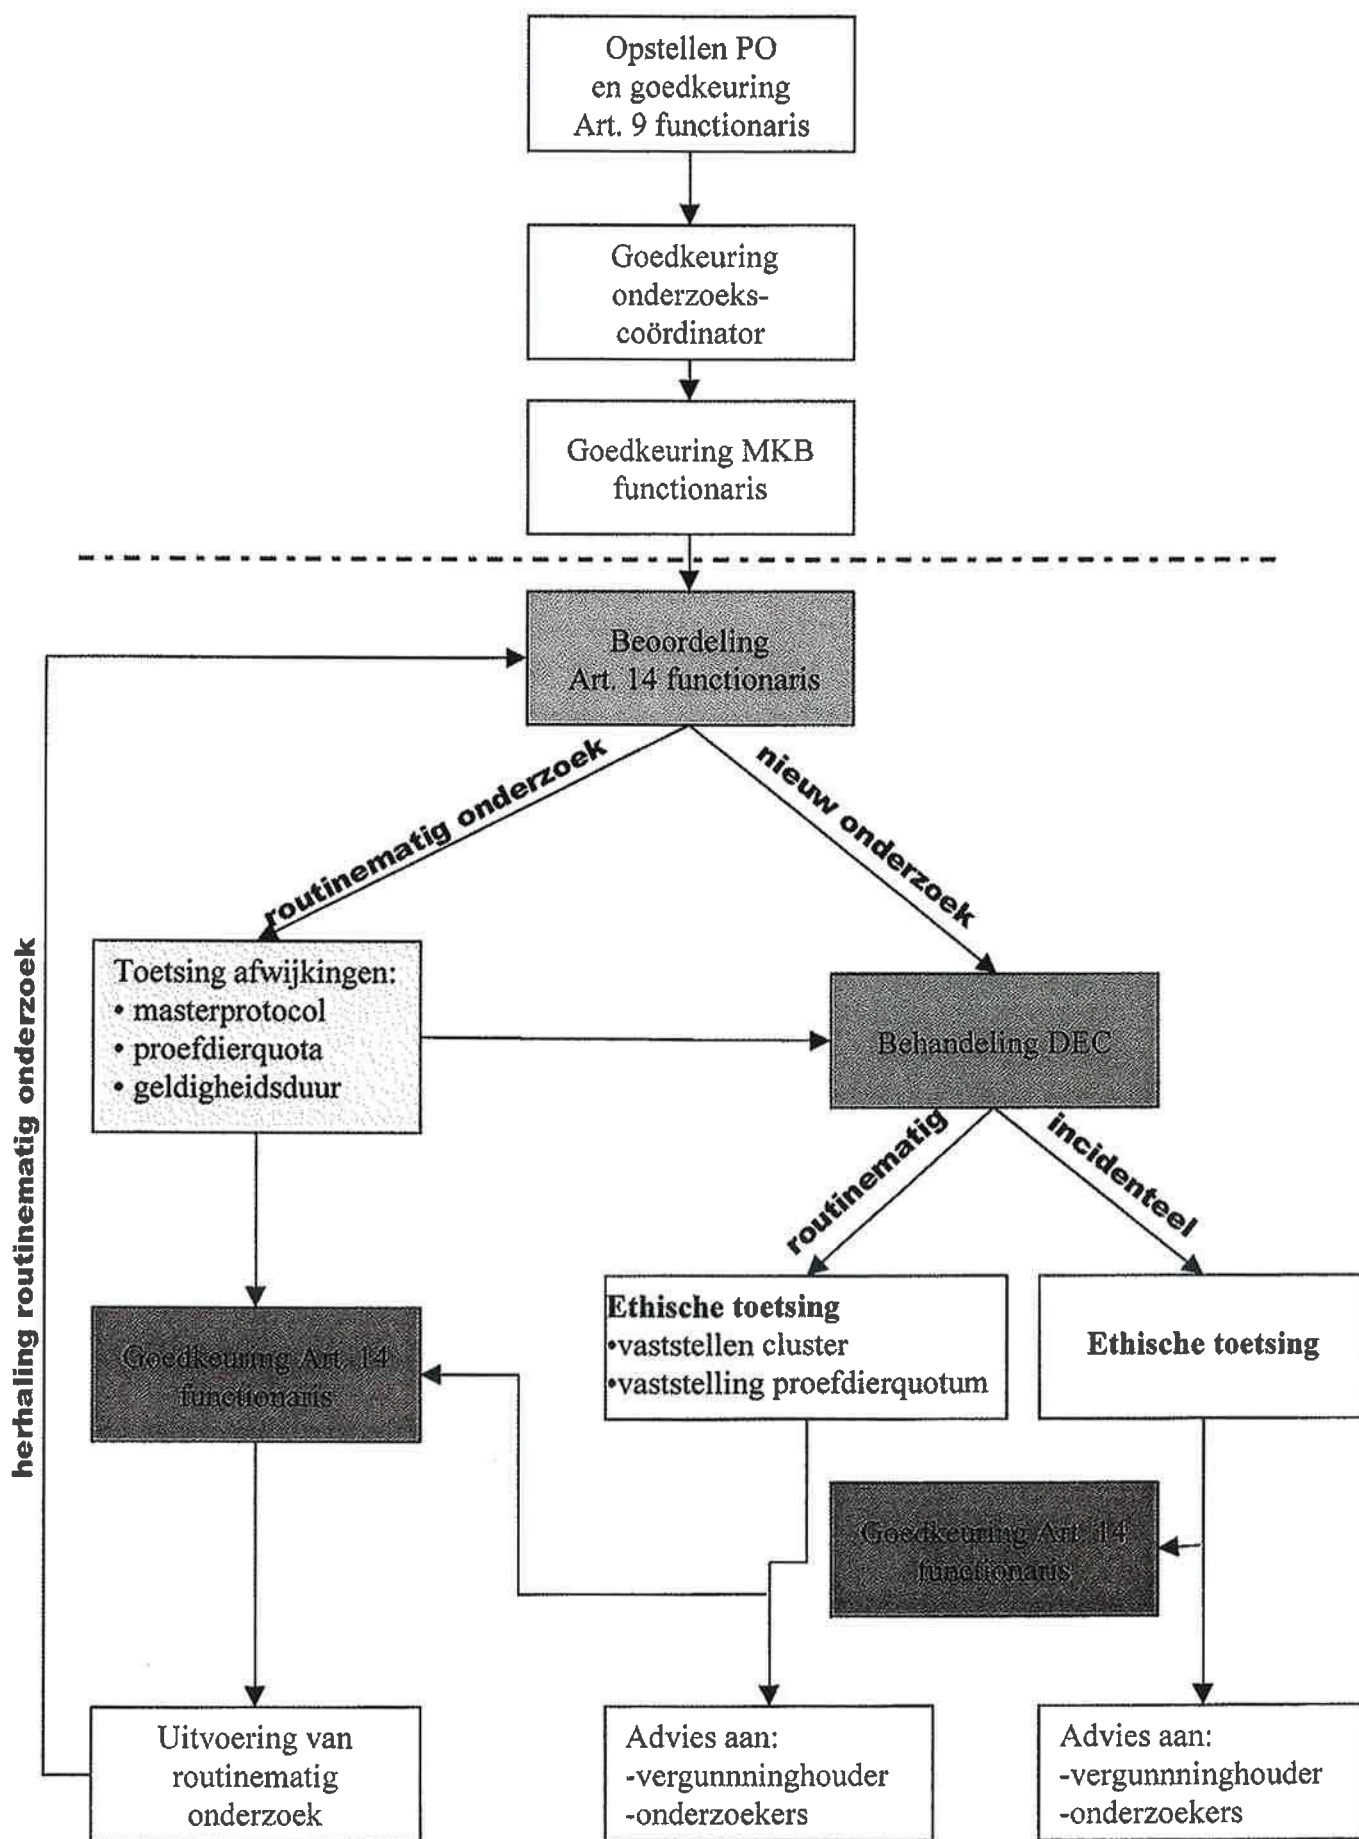 Opstellen PO
en goedkeuring
Art. 9 functionaris
Goedkeuring
onderzoeks-
coördinator
Goedkeuring MKB
functionaris
Beoordeling
Art. 14 functionaris
routinematig onderzoek
nieuw onderzoek
herhaling routinematig onderzoek
Toetsing afwijkingen:
• masterprotocol
• proefdierquota
• geldigheidsduur
Behandeling DEC
routinematig
incidenteel
Ethische toetsing
•vaststellen cluster
•vaststelling proefdierquotum
Ethische toetsing
Goedkeuring Art. 14
functionaris
Goedkeuring Art. 14
functionaris
Uitvoering van
routinematig
onderzoek
Advies aan:
-vergunnninghouder
-onderzoekers
Advies aan:
-vergunnninghouder
-onderzoekers